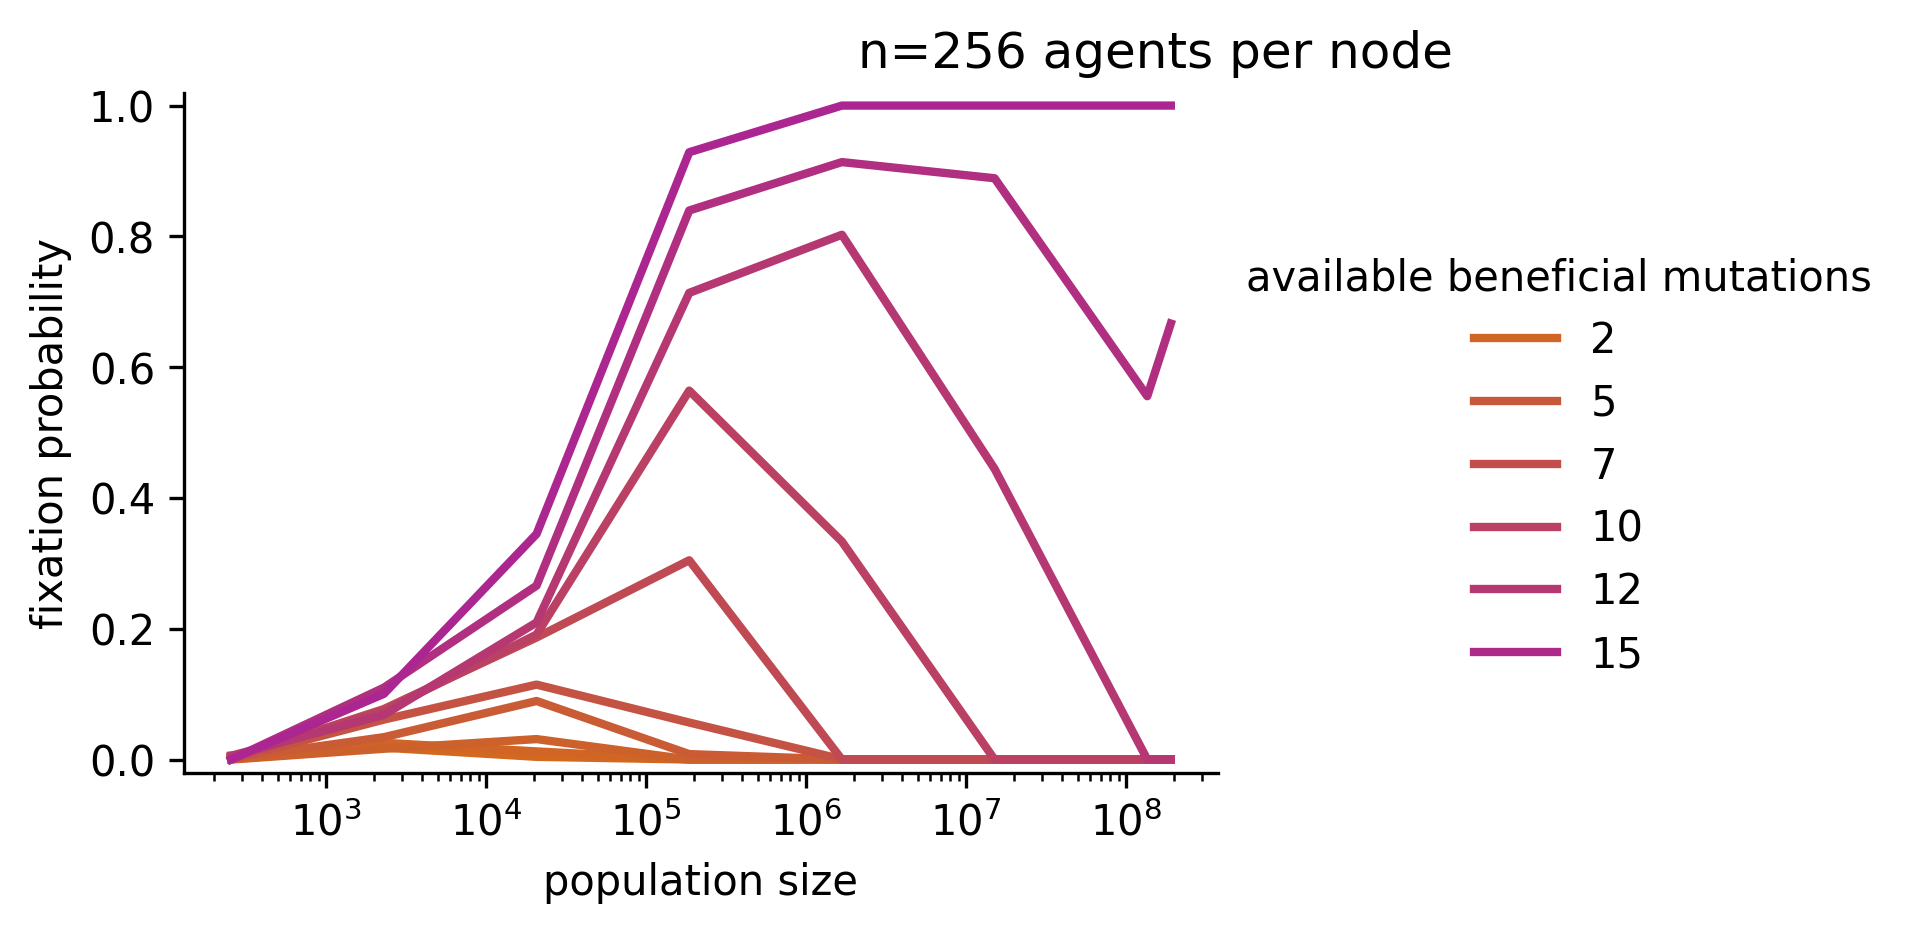 n=256 agents per node
fixation probability
1.0
0.8
0.6
0.4
0.2
0.0
10³ 10⁴ 10⁵ 10⁶ 10⁷ 10⁸
population size
available beneficial mutations
2
5
7
10
12
15